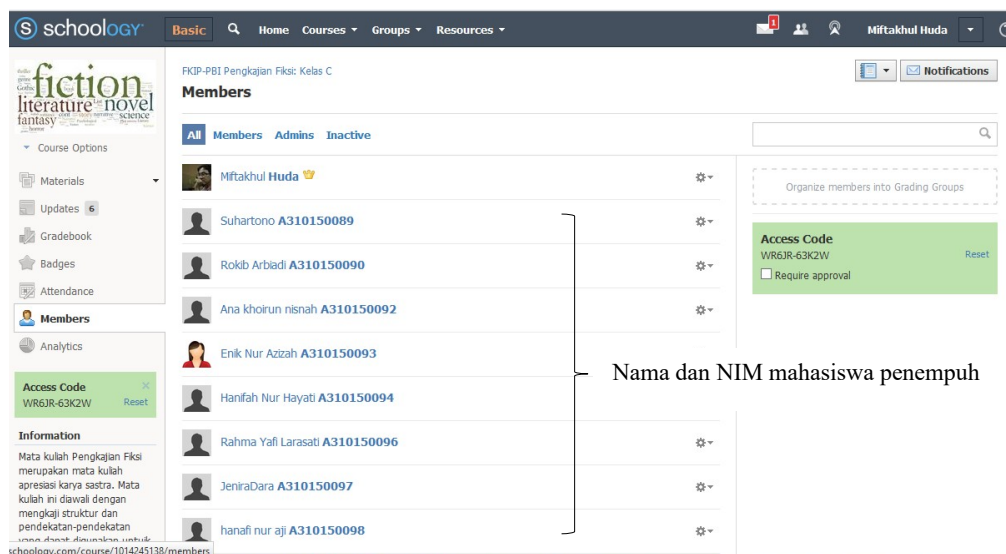 S schoology Basic Home Courses Groups Resources 1 Miftakhul Huda
fiction
literature novel
fantasy science
Course Options
Materials
Updates 6
Gradebook
Badges
Attendance
Members
Analytics
Access Code
WR6JR-63K2W Reset
Information
Mata kuliah Pengkajian Fiksi
merupakan mata kuliah
apresiasi karya sastra. Mata
kuliah ini diawali dengan
mengkaji struktur dan
pendekatan-pendekatan
yang dapat digunakan untuk
schoology.com/course/1014245138/members
FKIP-PBI Pengkajian Fiksi: Kelas C
Members
Notifications
All Members Admins Inactive
Miftakhul Huda
Suhartono A310150089
Rokib Arbiadi A310150090
Ana khoirun nisnah A310150092
Enik Nur Azizah A310150093
Hanifah Nur Hayati A310150094
Rahma Yafi Larasati A310150096
JeniraDara A310150097
hanafi nur aji A310150098
Nama dan NIM mahasiswa penempuh
Organize members into Grading Groups
Access Code
WR6JR-63K2W Reset
Require approval